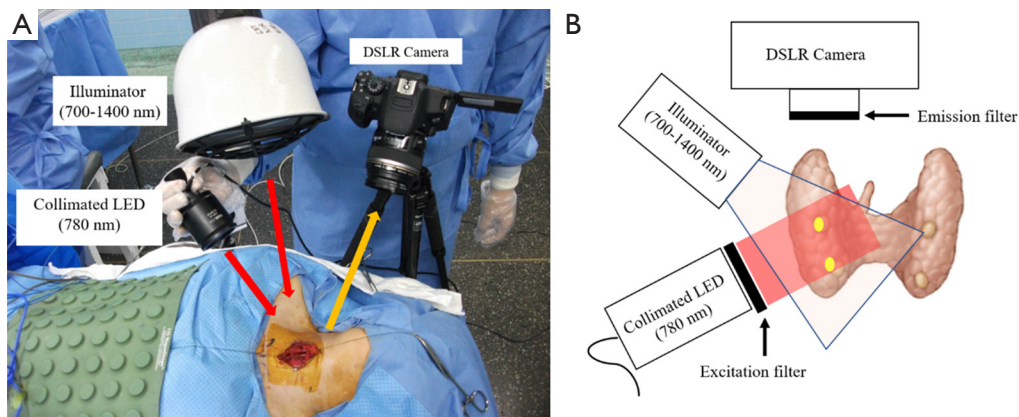 A
DSLR Camera
Illuminator
(700-1400 nm)
Collimated LED
(780 nm)
B
DSLR Camera
Emission filter
Illuminator
(700-1400 nm)
Collimated LED
(780 nm)
Excitation filter